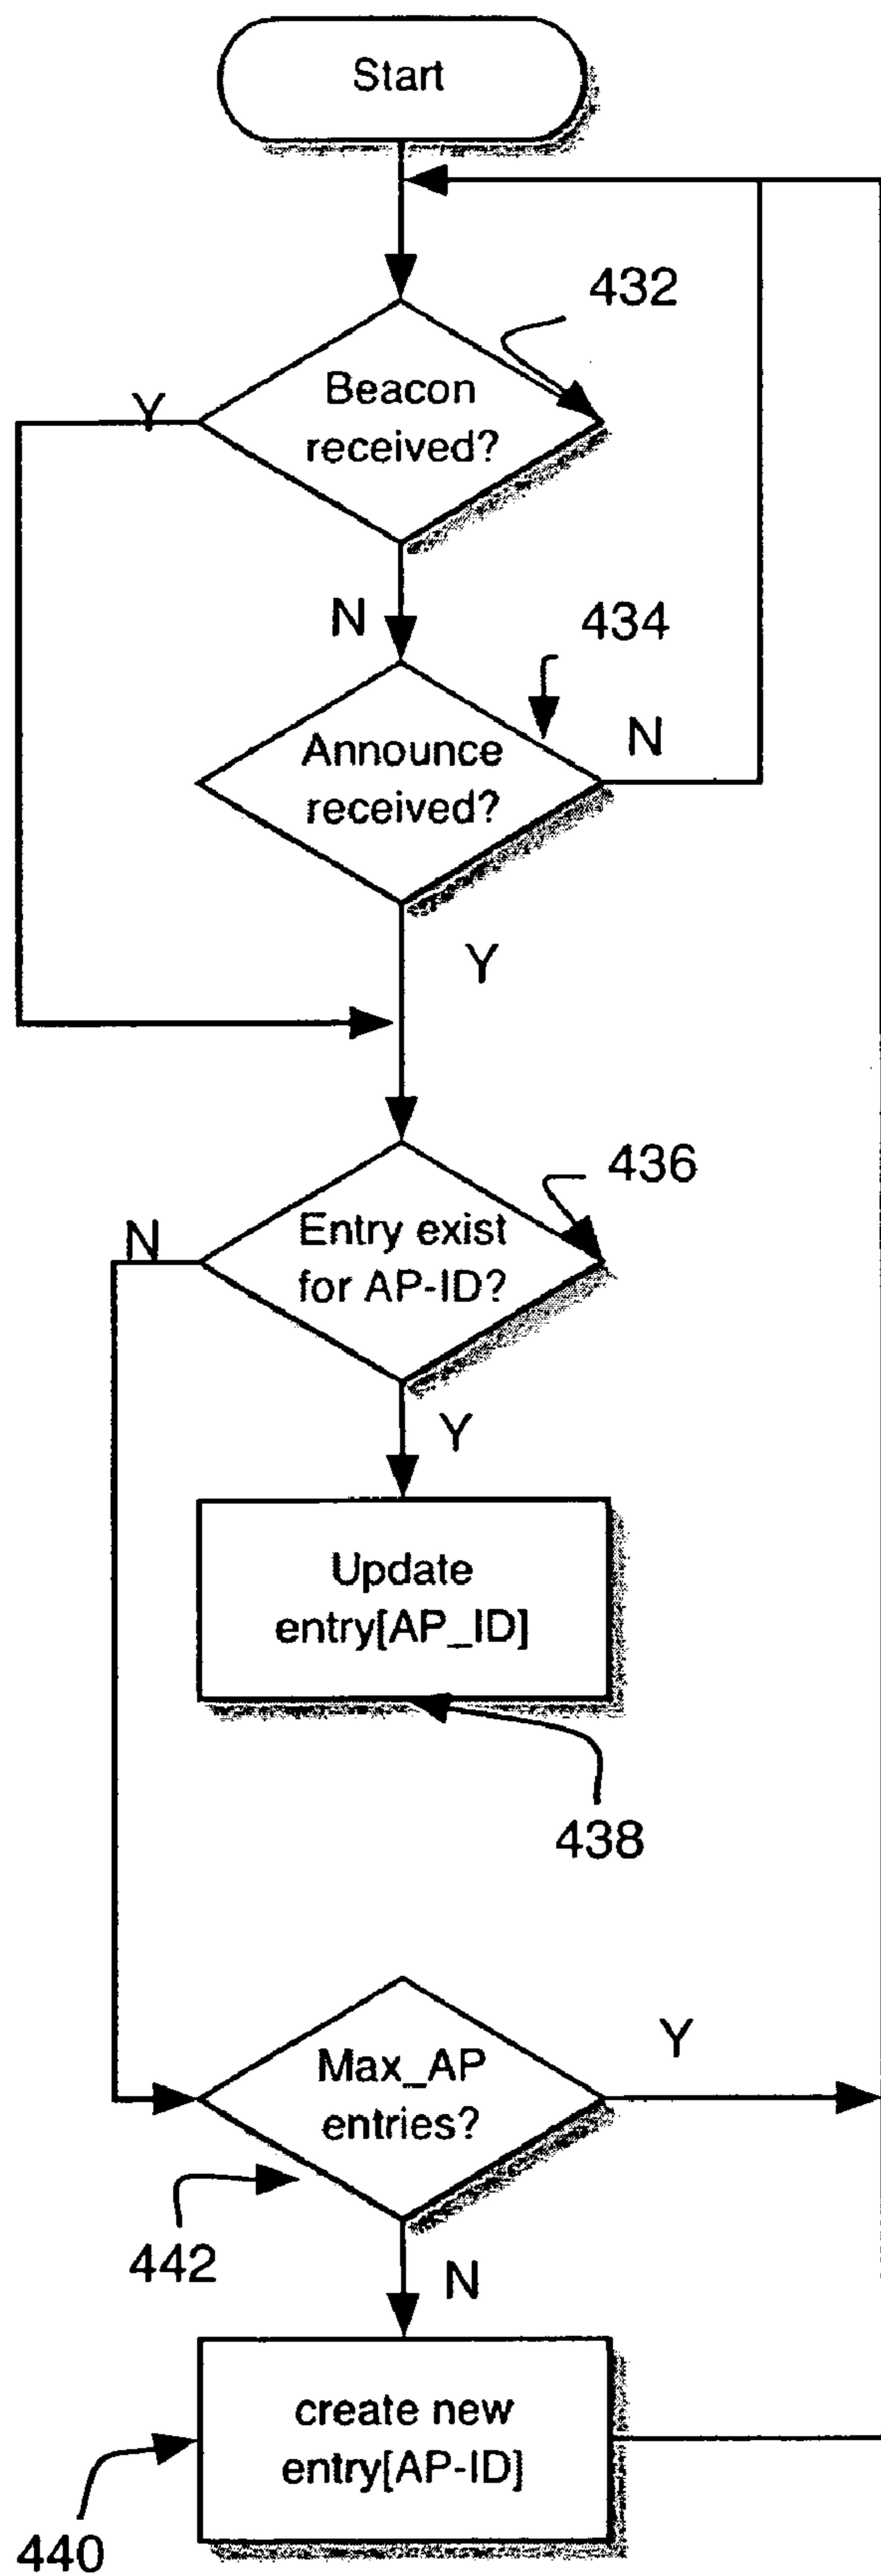 Start
432
Beacon
received?
Y
N
434
Announce
received?
N
Y
436
Entry exist
for AP-ID?
N
Y
Update
entry[AP_ID]
438
Max_AP
entries?
Y
442
N
create new
entry[AP-ID]
440